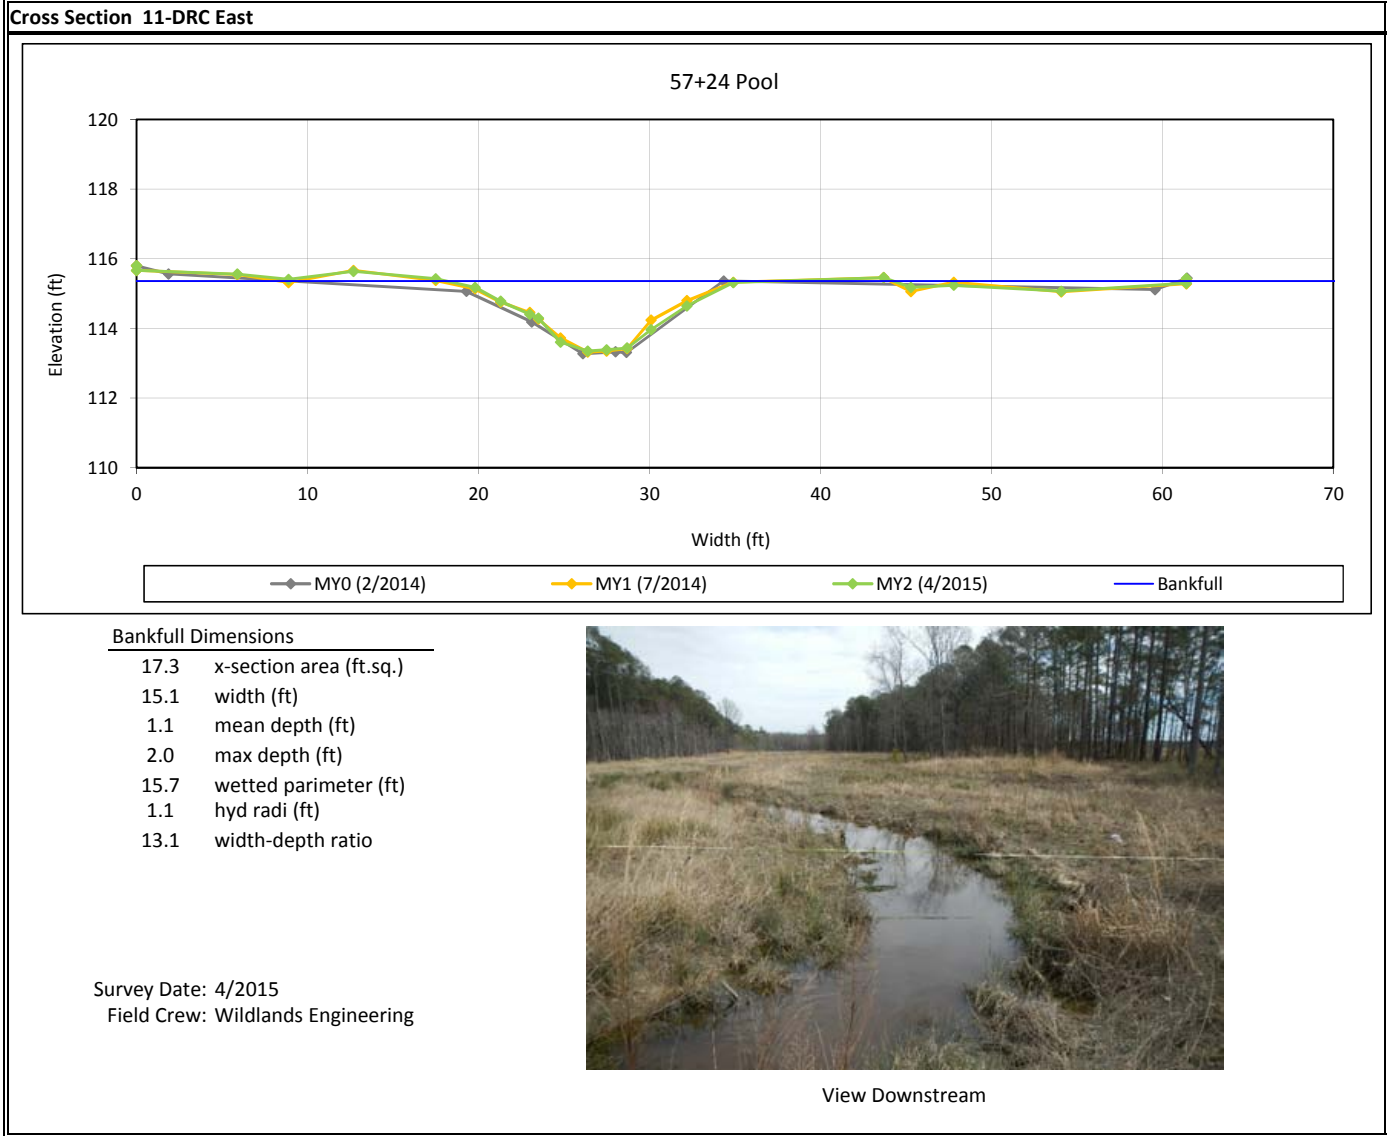 Cross Section 11-DRC East
57+24 Pool
120
118
116
114
112
110
Elevation (ft)
0 10 20 30 40 50 60 70
Width (ft)
MY0 (2/2014) MY1 (7/2014) MY2 (4/2015) Bankfull
Bankfull Dimensions
17.3 x-section area (ft.sq.)
15.1 width (ft)
1.1 mean depth (ft)
2.0 max depth (ft)
15.7 wetted parimeter (ft)
1.1 hyd radi (ft)
13.1 width-depth ratio
Survey Date: 4/2015
Field Crew: Wildlands Engineering
View Downstream